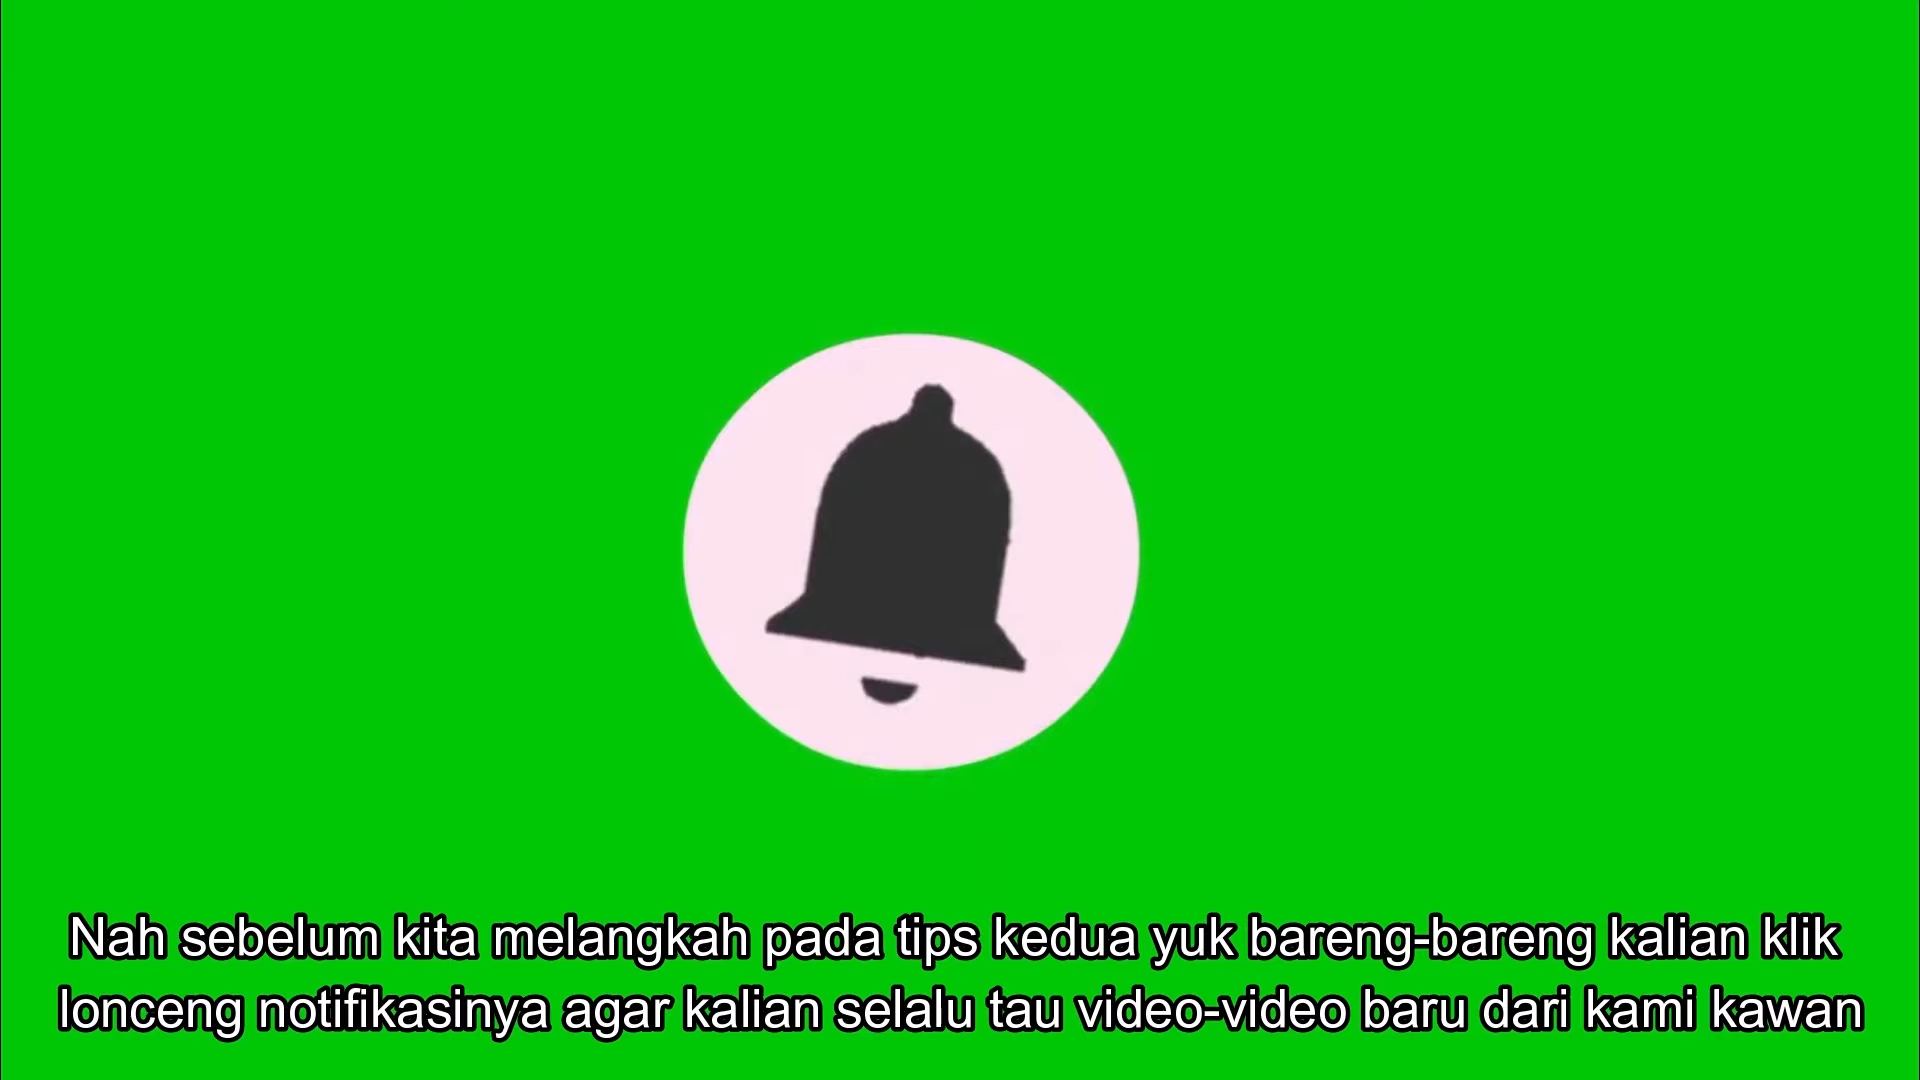 Nah sebelum kita melangkah pada tips kedua yuk bareng-bareng kalian klik
lonceng notifikasinya agar kalian selalu tau video-video baru dari kami kawan